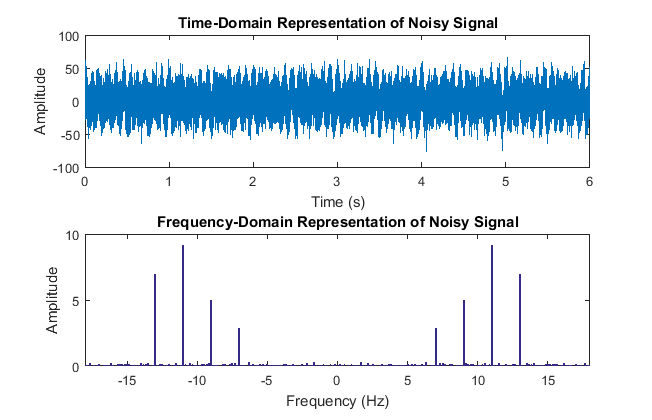 Time-Domain Representation of Noisy Signal
100
50
0
-50
-100
Amplitude
0 1 2 3 4 5 6
Time (s)
Frequency-Domain Representation of Noisy Signal
10
5
0
Amplitude
-15 -10 -5 0 5 10 15
Frequency (Hz)